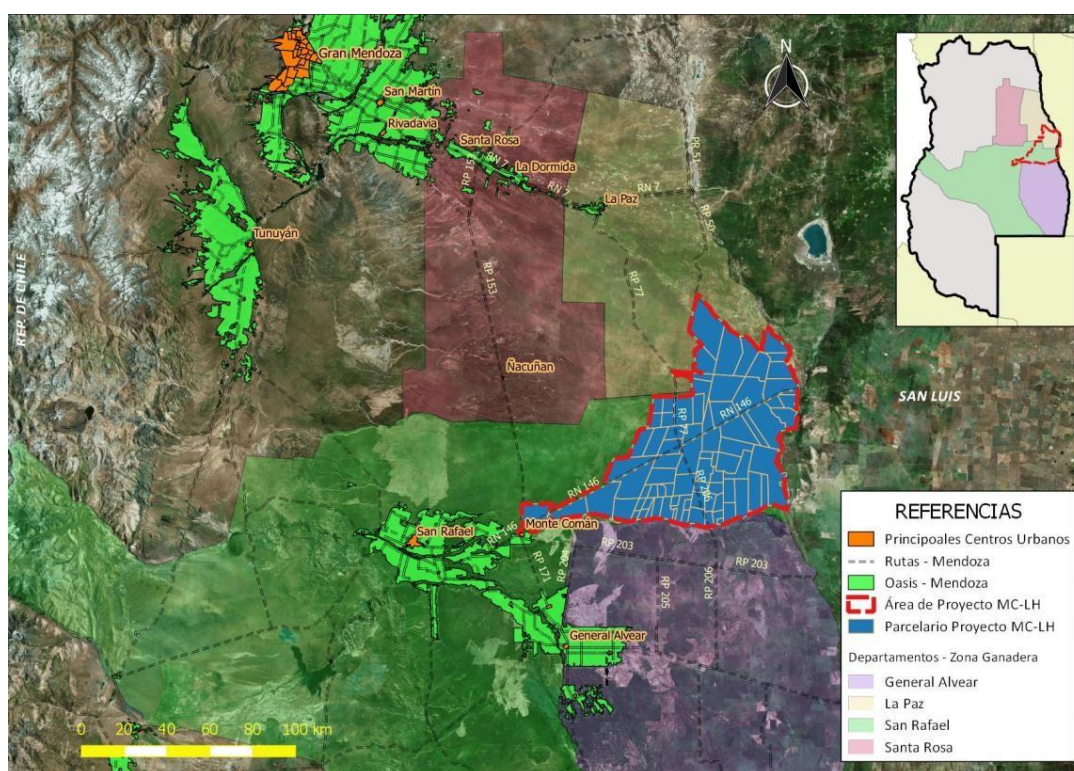 Gran Mendoza
N
San Martín
Rivadavia
Santa Rosa
RP 153
RN 7
La Dormida
RN 7
La Paz
RN 7
RP 51
RP 50
Tunuyán
RP 153
RP 77
REP. DE CHILE
Ñacuñan
SAN LUIS
RN 146
RP 77
RN 146
RP 206
Monte Comán
San Rafael
RN 146
RP 171
RP 203
RP 203
RP 205
RP 206
General Alvear
0 20 40 60 80 100 km
REFERENCIAS
Principoales Centros Urbanos
Rutas - Mendoza
Oasis - Mendoza
Área de Proyecto MC-LH
Parcelario Proyecto MC-LH
Departamentos - Zona Ganadera
General Alvear
La Paz
San Rafael
Santa Rosa